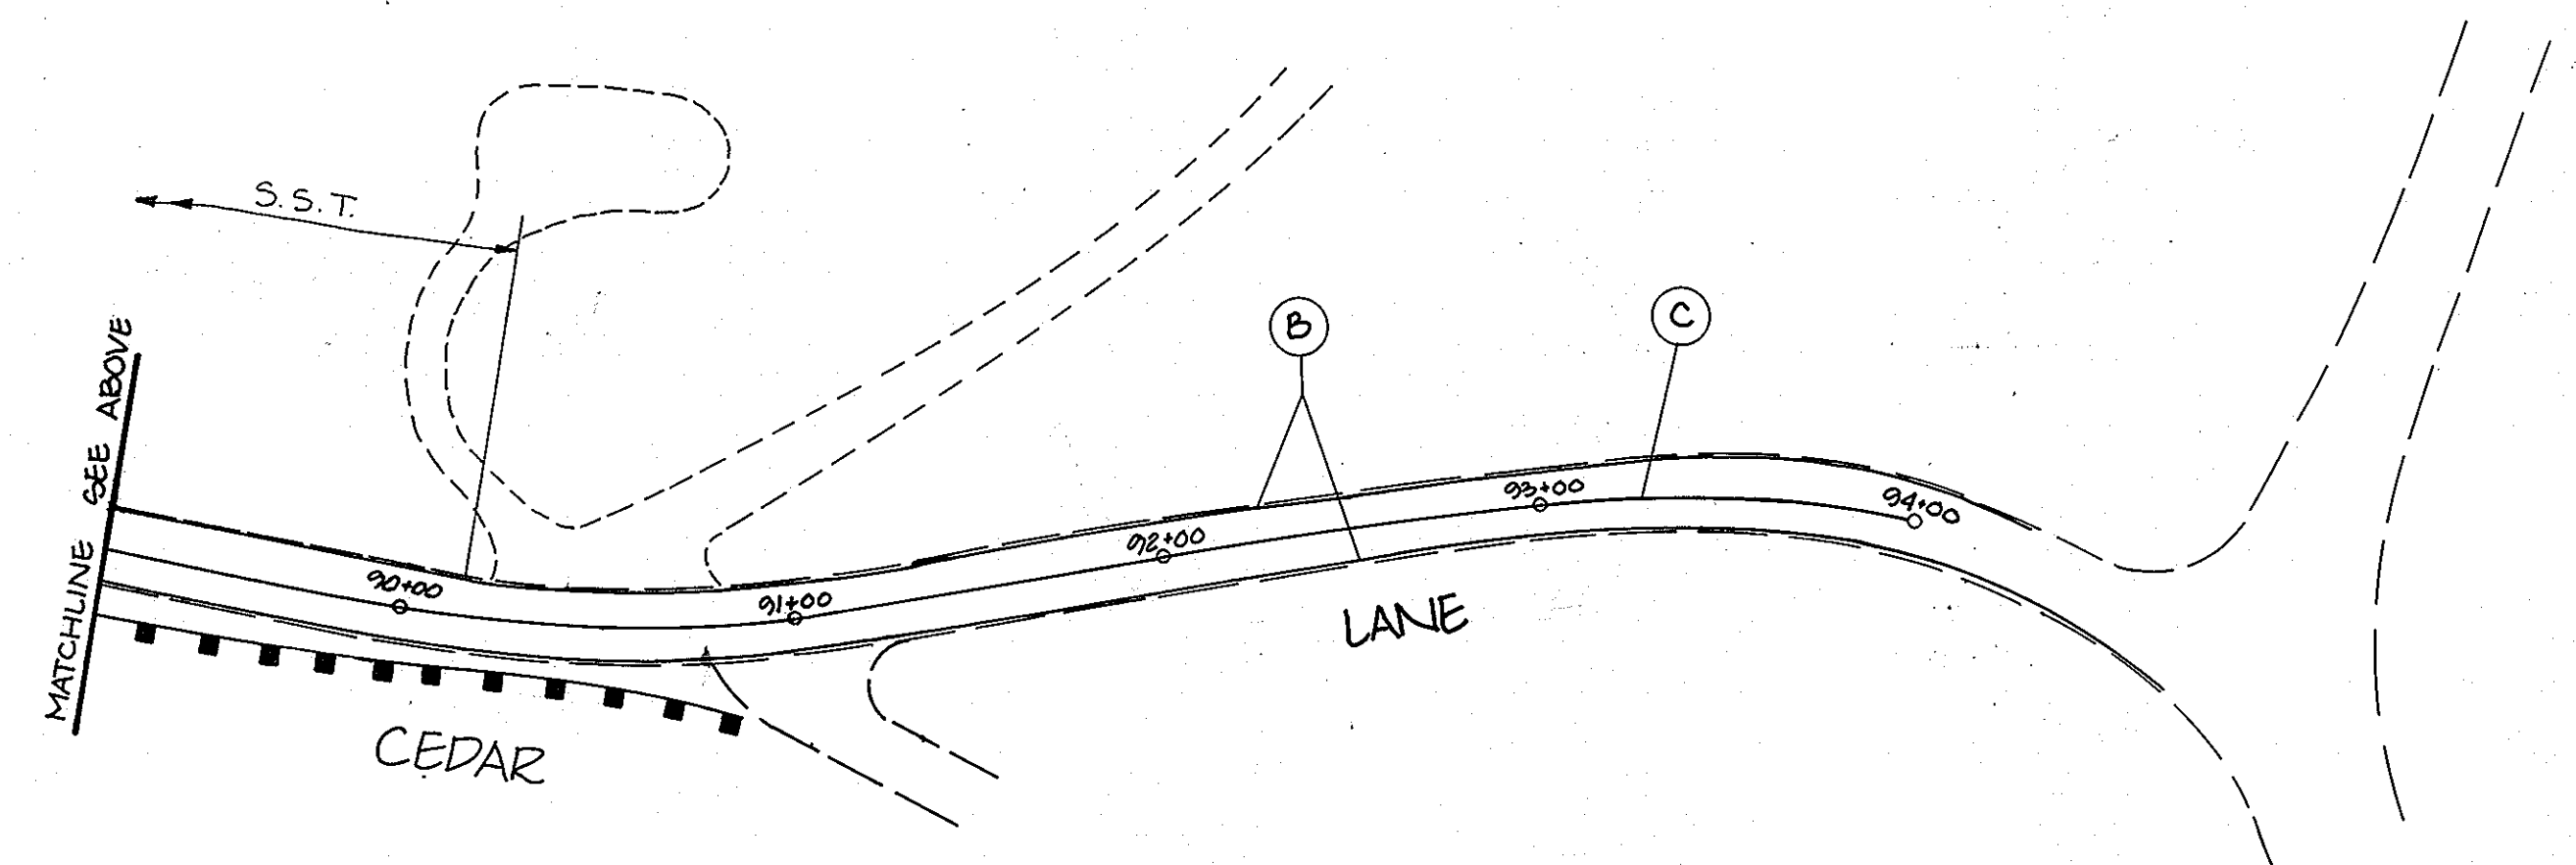 S.S.T.
MATCHLINE SEE ABOVE
B
C
90+00
91+00
92+00
93+00
94+00
CEDAR LANE